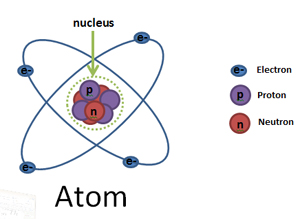 nucleus
e-
e-
p
n
e-
e-
Atom
e- Electron
p Proton
n Neutron